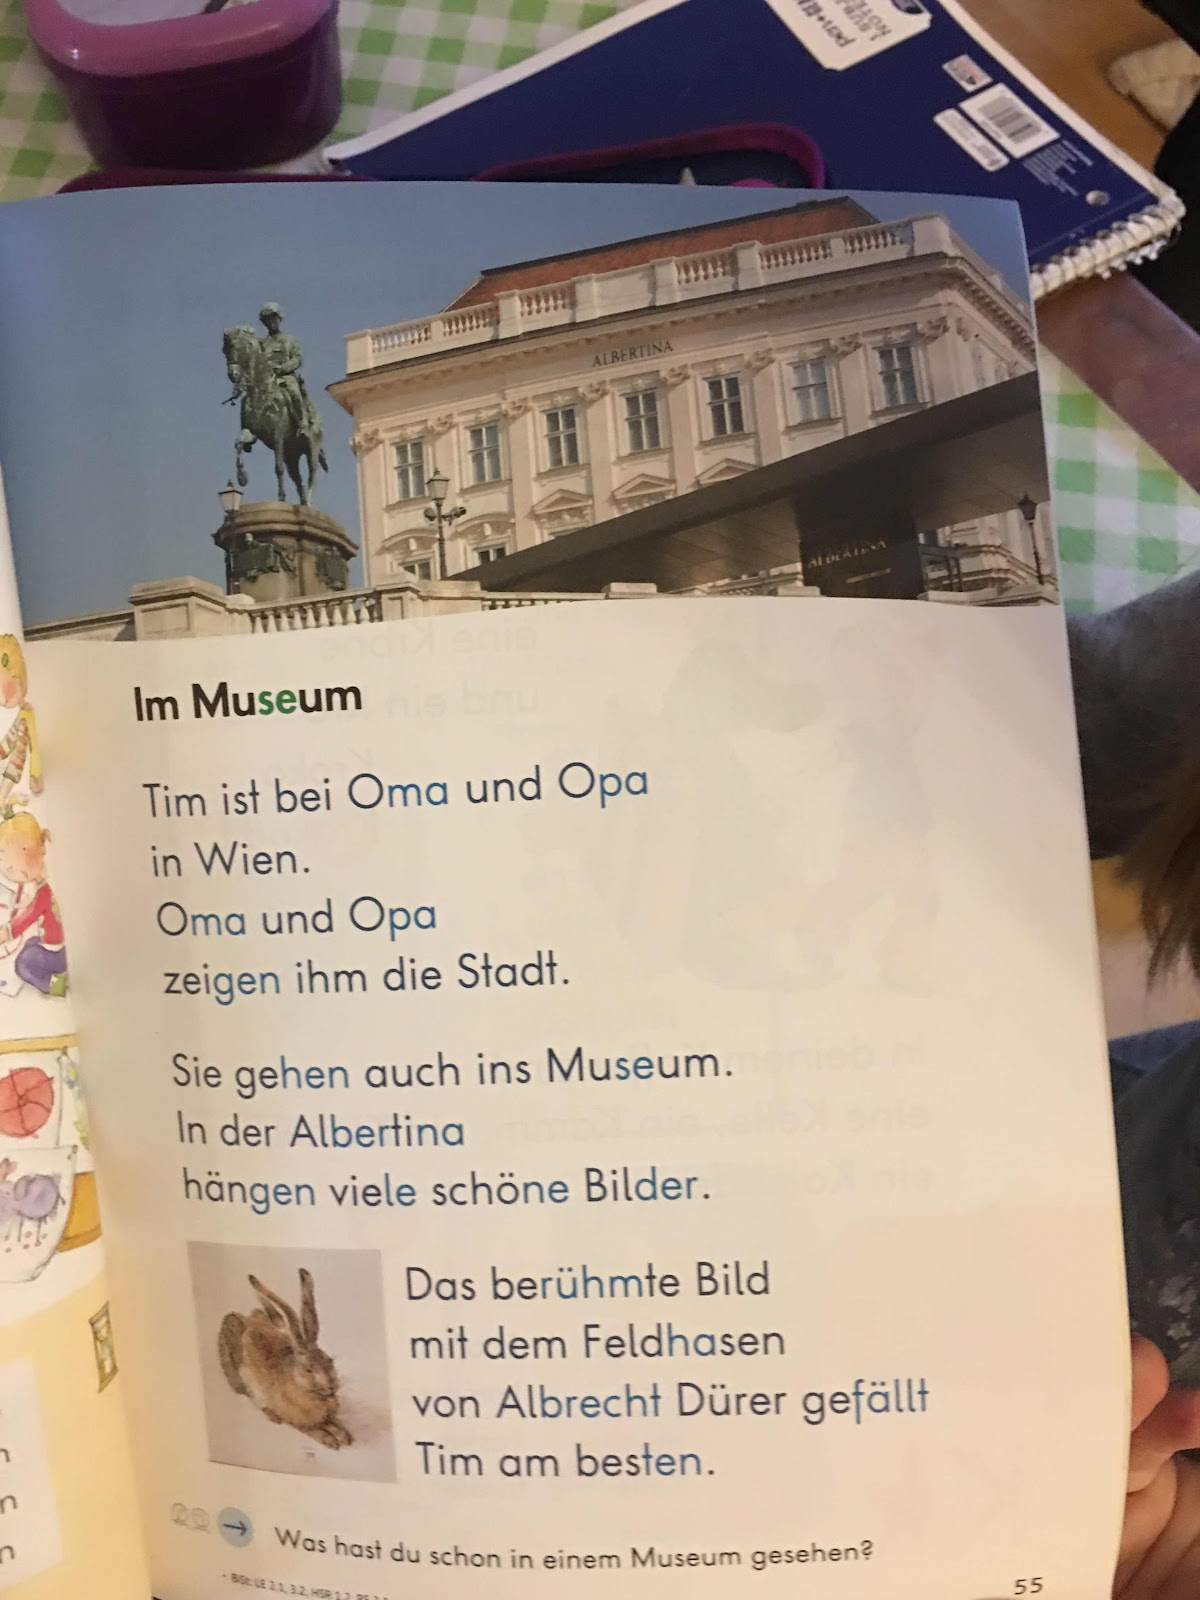 ALBERTINA
ALBERTINA
Im Museum
Tim ist bei Oma und Opa
in Wien.
Oma und Opa
zeigen ihm die Stadt.
Sie gehen auch ins Museum.
In der Albertina
hängen viele schöne Bilder.
Das berühmte Bild
mit dem Feldhasen
von Albrecht Dürer gefällt
Tim am besten.
Was hast du schon in einem Museum gesehen?
55